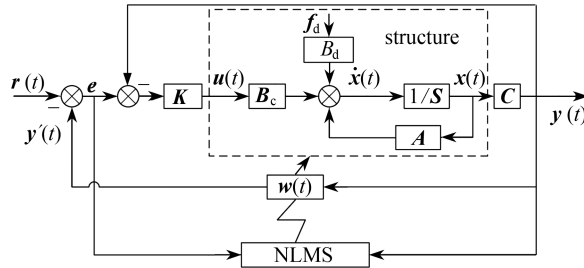 f_d
B_d
structure
r(t)
e
K
u(t)
B_c
ẋ(t)
1/S
x(t)
C
y(t)
y′(t)
A
w(t)
NLMS